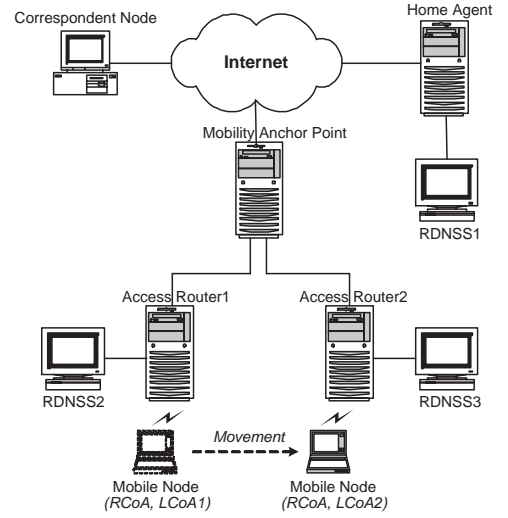 Correspondent Node
Home Agent
Internet
Mobility Anchor Point
RDNSS1
Access Router1
Access Router2
RDNSS2
RDNSS3
Movement
Mobile Node
(RCoA, LCoA1)
Mobile Node
(RCoA, LCoA2)